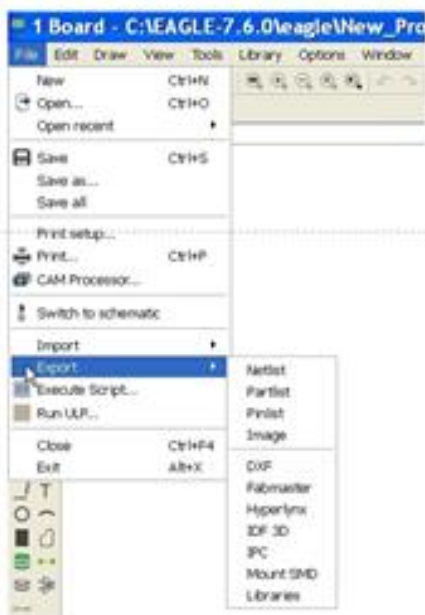 1 Board - C:\EAGLE-7.6.0\eagle\New_Pro
File Edit Draw View Tools Library Options Window
New Ctrl+N
Open... Ctrl+O
Open recent
Save Ctrl+S
Save as...
Save all
Print setup...
Print... Ctrl+P
CAM Processor...
Switch to schematic
Import
Export
Execute Script...
Run ULP...
Close Ctrl+F4
Exit Alt+X
Netlist
Partlist
Pinlist
Image
DXF
Fabmaster
Hyperlynx
IDF 3D
IPC
Mount SMD
Libraries